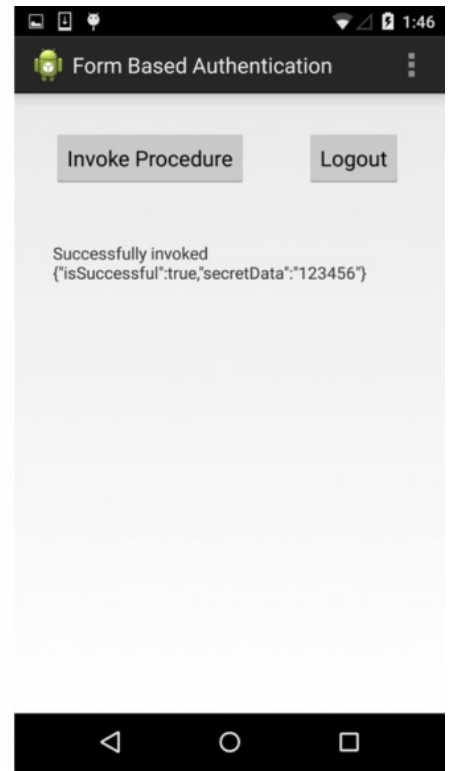 1:46
Form Based Authentication
Invoke Procedure
Logout
Successfully invoked
{"isSuccessful":true,"secretData":"123456"}